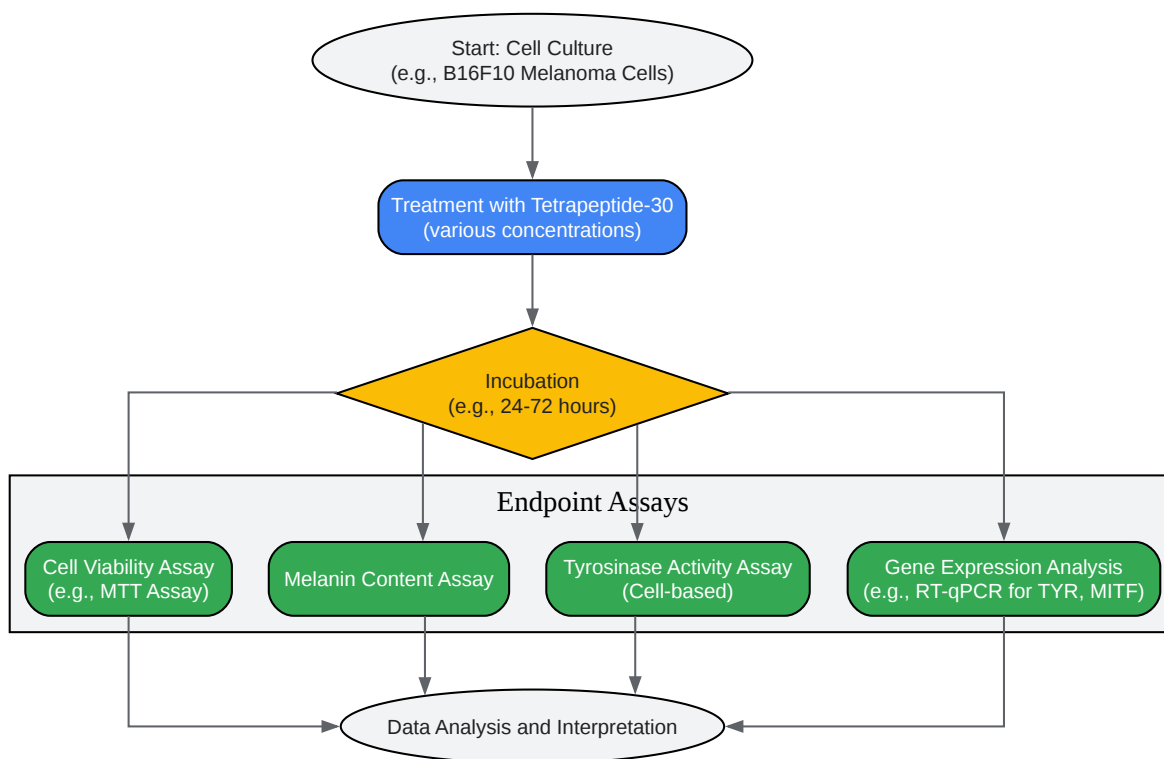 Start: Cell Culture
(e.g., B16F10 Melanoma Cells)
Treatment with Tetrapeptide-30
(various concentrations)
Incubation
(e.g., 24-72 hours)
Endpoint Assays
Cell Viability Assay
(e.g., MTT Assay)
Melanin Content Assay
Tyrosinase Activity Assay
(Cell-based)
Gene Expression Analysis
(e.g., RT-qPCR for TYR, MITF)
Data Analysis and Interpretation